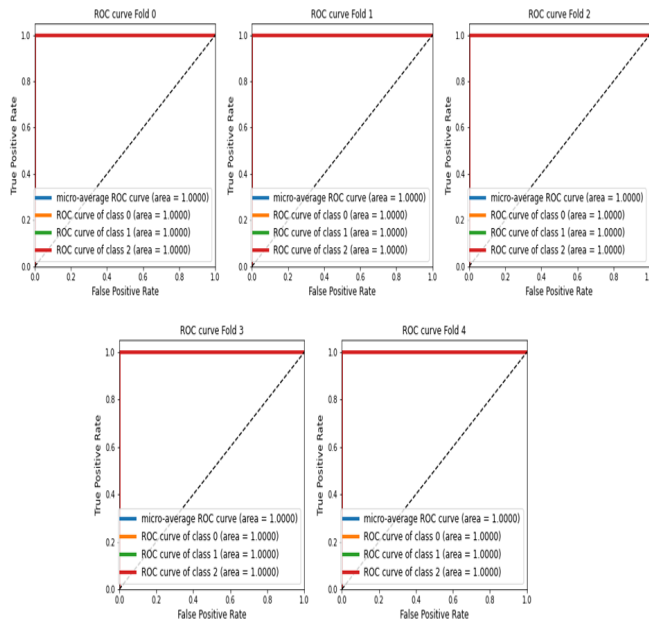 ROC curve Fold 0
1.0
0.8
0.6
0.4
0.2
0.0
True Positive Rate
micro-average ROC curve (area = 1.0000)
ROC curve of class 0 (area = 1.0000)
ROC curve of class 1 (area = 1.0000)
ROC curve of class 2 (area = 1.0000)
0.0 0.2 0.4 0.6 0.8 1.0
False Positive Rate
ROC curve Fold 1
1.0
0.8
0.6
0.4
0.2
0.0
True Positive Rate
micro-average ROC curve (area = 1.0000)
ROC curve of class 0 (area = 1.0000)
ROC curve of class 1 (area = 1.0000)
ROC curve of class 2 (area = 1.0000)
0.0 0.2 0.4 0.6 0.8 1.0
False Positive Rate
ROC curve Fold 2
1.0
0.8
0.6
0.4
0.2
0.0
True Positive Rate
micro-average ROC curve (area = 1.0000)
ROC curve of class 0 (area = 1.0000)
ROC curve of class 1 (area = 1.0000)
ROC curve of class 2 (area = 1.0000)
0.0 0.2 0.4 0.6 0.8 1.0
False Positive Rate
ROC curve Fold 3
1.0
0.8
0.6
0.4
0.2
0.0
True Positive Rate
micro-average ROC curve (area = 1.0000)
ROC curve of class 0 (area = 1.0000)
ROC curve of class 1 (area = 1.0000)
ROC curve of class 2 (area = 1.0000)
0.0 0.2 0.4 0.6 0.8 1.0
False Positive Rate
ROC curve Fold 4
1.0
0.8
0.6
0.4
0.2
0.0
True Positive Rate
micro-average ROC curve (area = 1.0000)
ROC curve of class 0 (area = 1.0000)
ROC curve of class 1 (area = 1.0000)
ROC curve of class 2 (area = 1.0000)
0.0 0.2 0.4 0.6 0.8 1.0
False Positive Rate